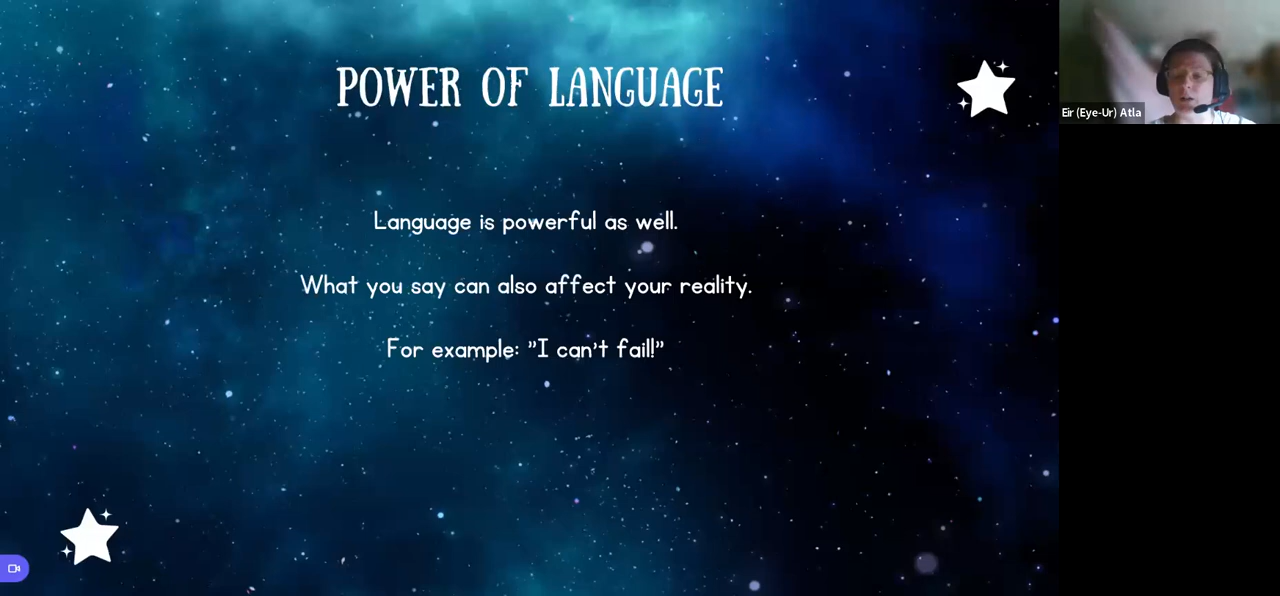 POWER OF LANGUAGE
Language is powerful as well.
What you say can also affect your reality.
For example: "I can't fail!"
Eir (Eye-Ur) Atla